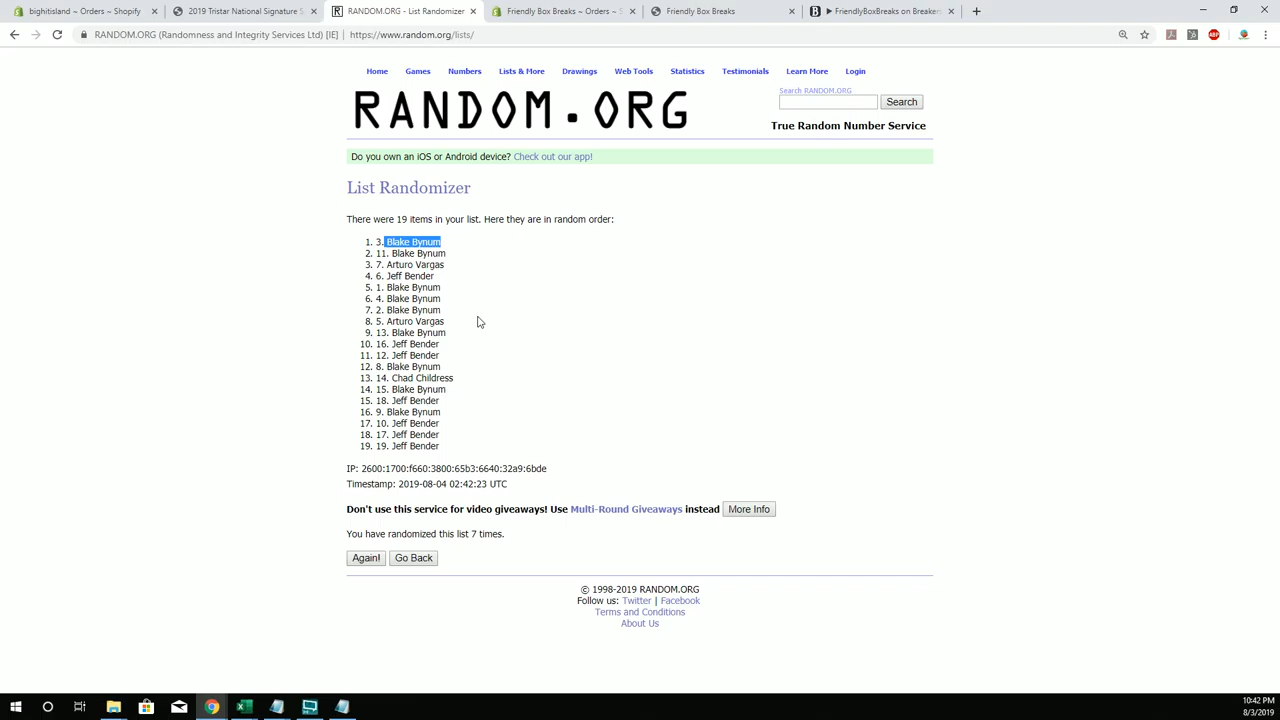 bighitisland ~ Orders ~ Shopify
2019 Tristar National Signature S
RANDOM.ORG - List Randomizer
Friendly Box Breaks ~ Orders ~ S
Friendly Box Breaks
FriendlyBoxBreaks on Breakers
RANDOM.ORG (Randomness and Integrity Services Ltd) [IE] | https://www.random.org/lists/
Home Games Numbers Lists & More Drawings Web Tools Statistics Testimonials Learn More Login
RANDOM.ORG
Search RANDOM.ORG
Search
True Random Number Service
Do you own an iOS or Android device? Check out our app!
List Randomizer
There were 19 items in your list. Here they are in random order:
1. 3. Blake Bynum
2. 11. Blake Bynum
3. 7. Arturo Vargas
4. 6. Jeff Bender
5. 1. Blake Bynum
6. 4. Blake Bynum
7. 2. Blake Bynum
8. 5. Arturo Vargas
9. 13. Blake Bynum
10. 16. Jeff Bender
11. 12. Jeff Bender
12. 8. Blake Bynum
13. 14. Chad Childress
14. 15. Blake Bynum
15. 18. Jeff Bender
16. 9. Blake Bynum
17. 10. Jeff Bender
18. 17. Jeff Bender
19. 19. Jeff Bender
IP: 2600:1700:f660:3800:65b3:6640:32a9:6bde
Timestamp: 2019-08-04 02:42:23 UTC
Don't use this service for video giveaways! Use Multi-Round Giveaways instead More Info
You have randomized this list 7 times.
Again! Go Back
© 1998-2019 RANDOM.ORG
Follow us: Twitter | Facebook
Terms and Conditions
About Us
10:42 PM
8/3/2019